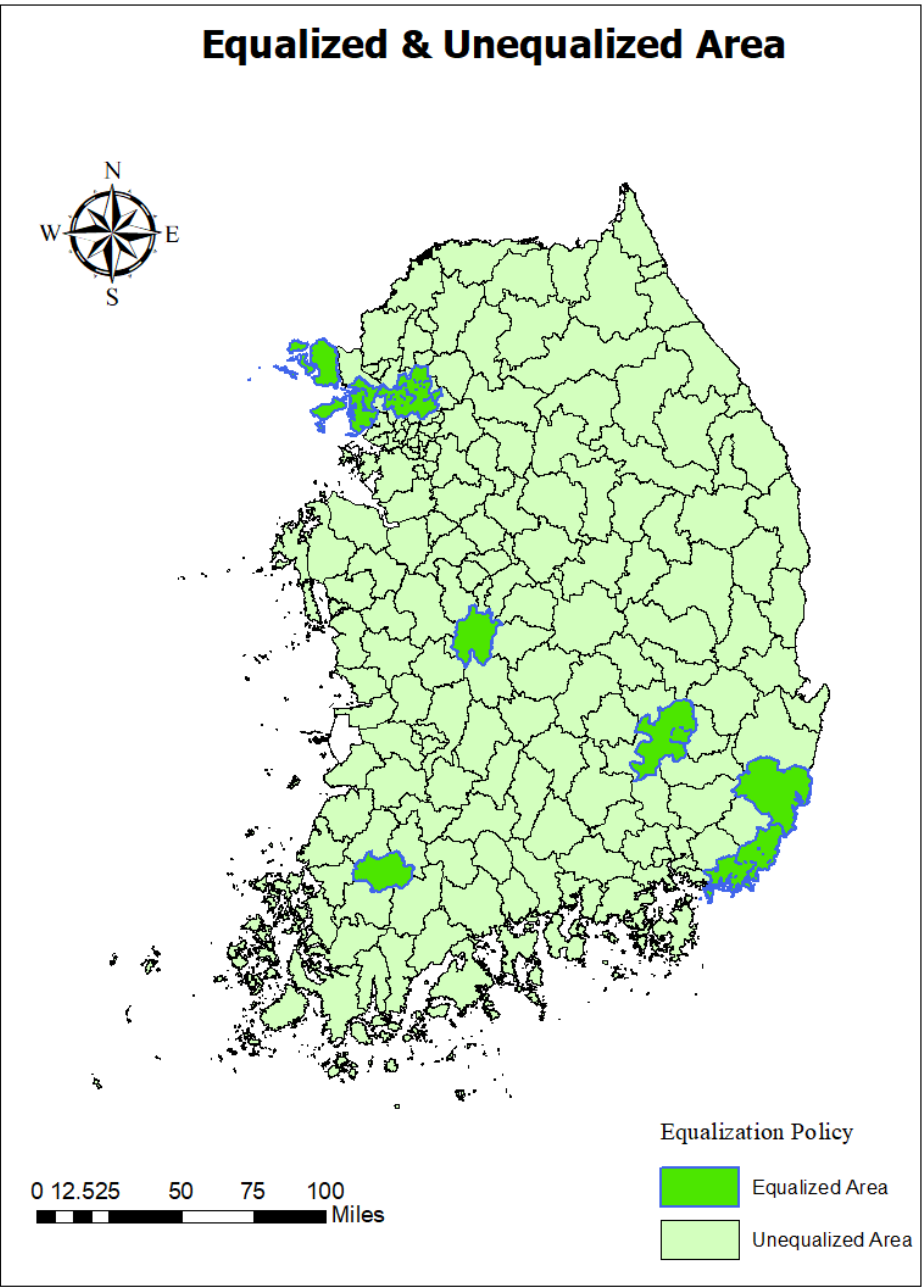 Equalized & Unequalized Area
N
W E
S
Equalization Policy
Equalized Area
Unequalized Area
0 12.525 50 75 100
Miles